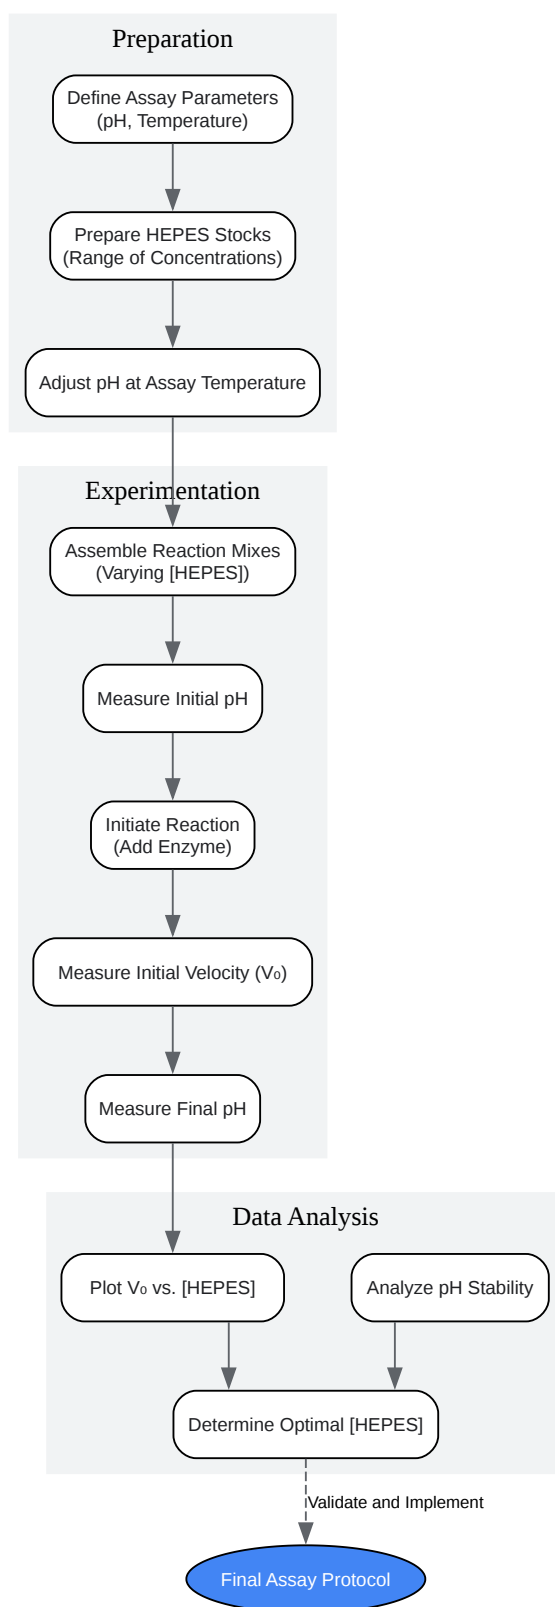 Preparation
Define Assay Parameters
(pH, Temperature)
Prepare HEPES Stocks
(Range of Concentrations)
Adjust pH at Assay Temperature
Experimentation
Assemble Reaction Mixes
(Varying [HEPES])
Measure Initial pH
Initiate Reaction
(Add Enzyme)
Measure Initial Velocity (V₀)
Measure Final pH
Data Analysis
Plot V₀ vs. [HEPES]
Analyze pH Stability
Determine Optimal [HEPES]
Validate and Implement
Final Assay Protocol